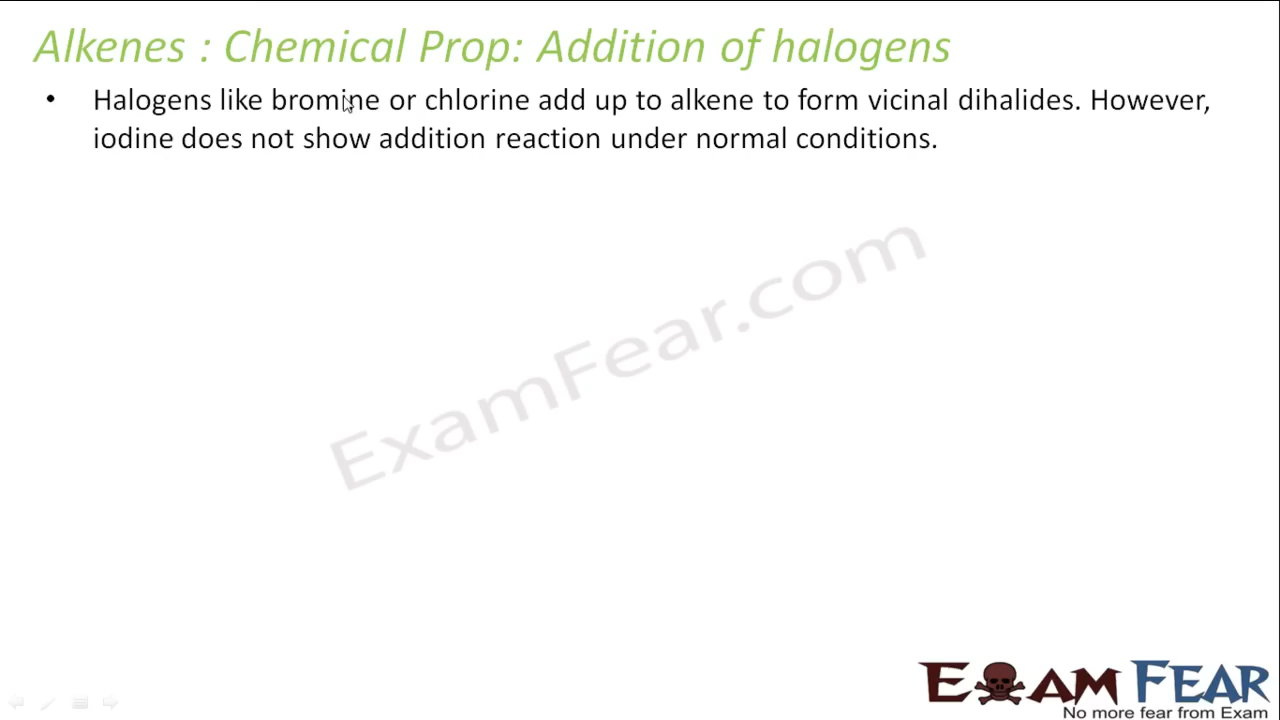 Alkenes : Chemical Prop: Addition of halogens
• Halogens like bromine or chlorine add up to alkene to form vicinal dihalides. However,
iodine does not show addition reaction under normal conditions.
ExamFear.com
EXAM FEAR
No more fear from Exam